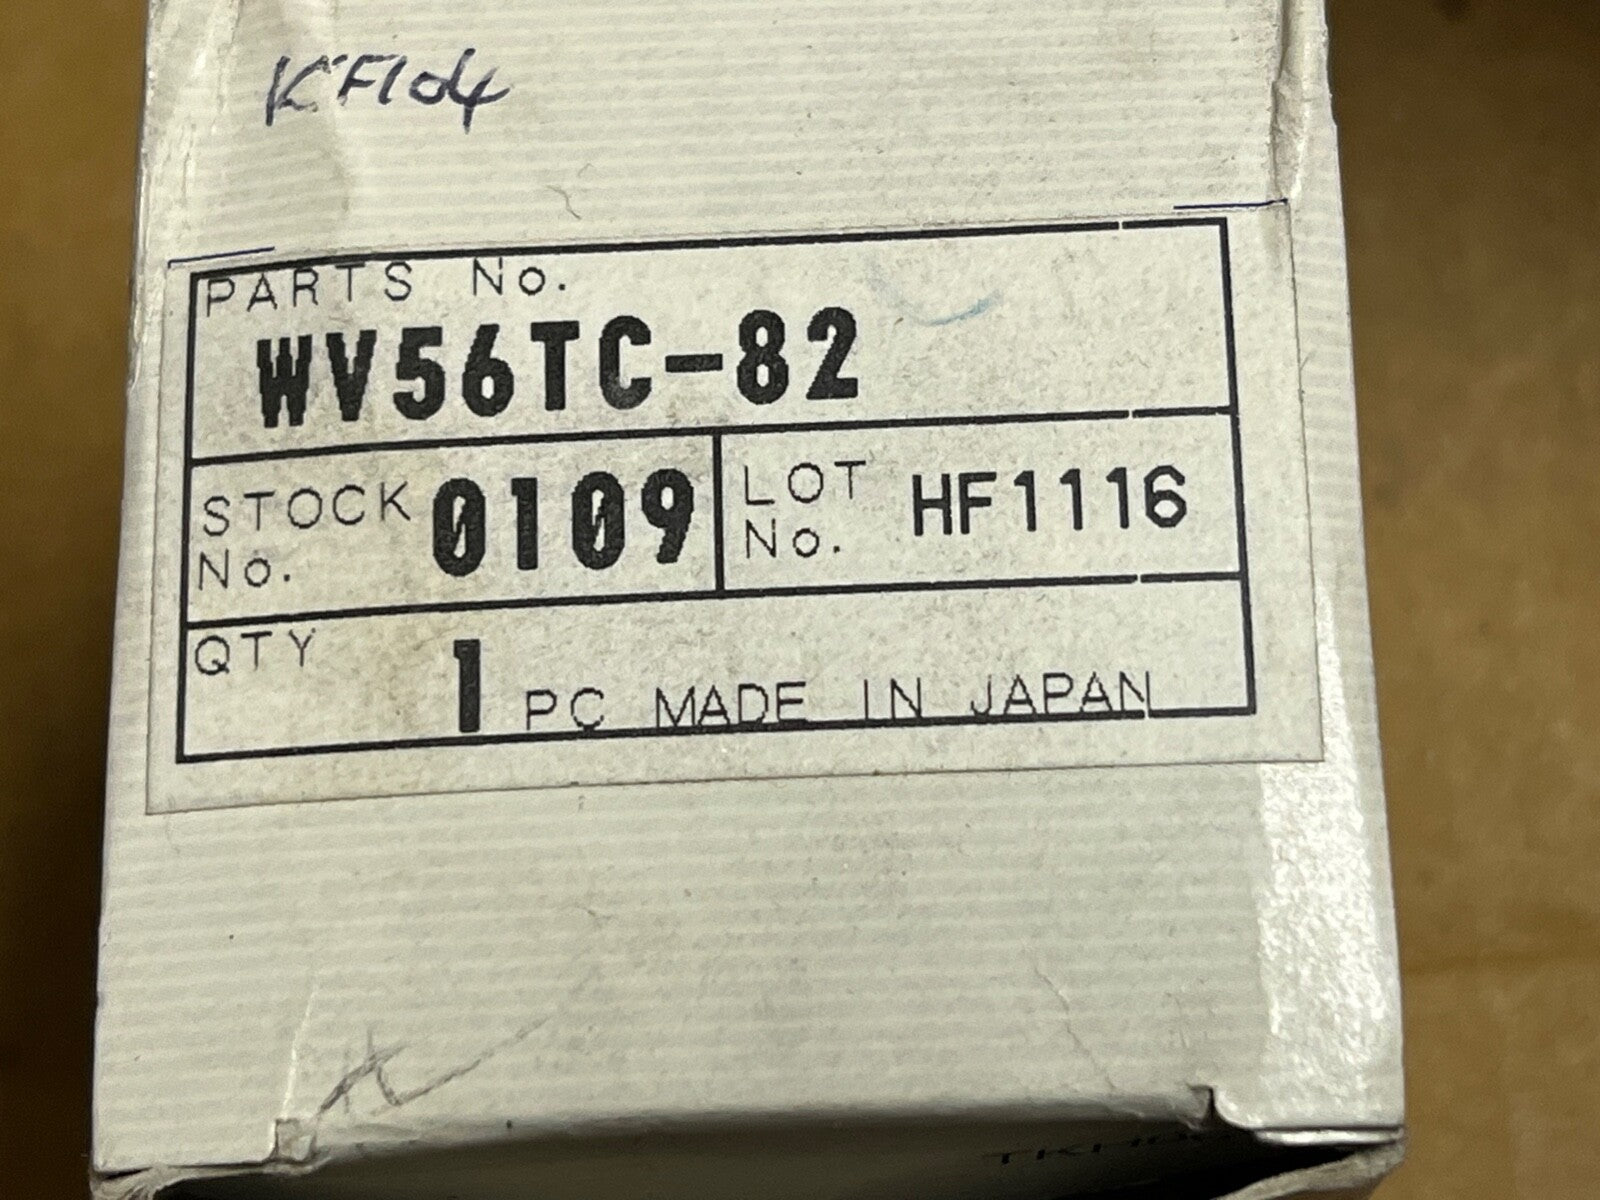 KF104
PARTS No.
WV56TC-82
STOCK No. 0109
LOT No. HF1116
QTY 1 PC MADE IN JAPAN